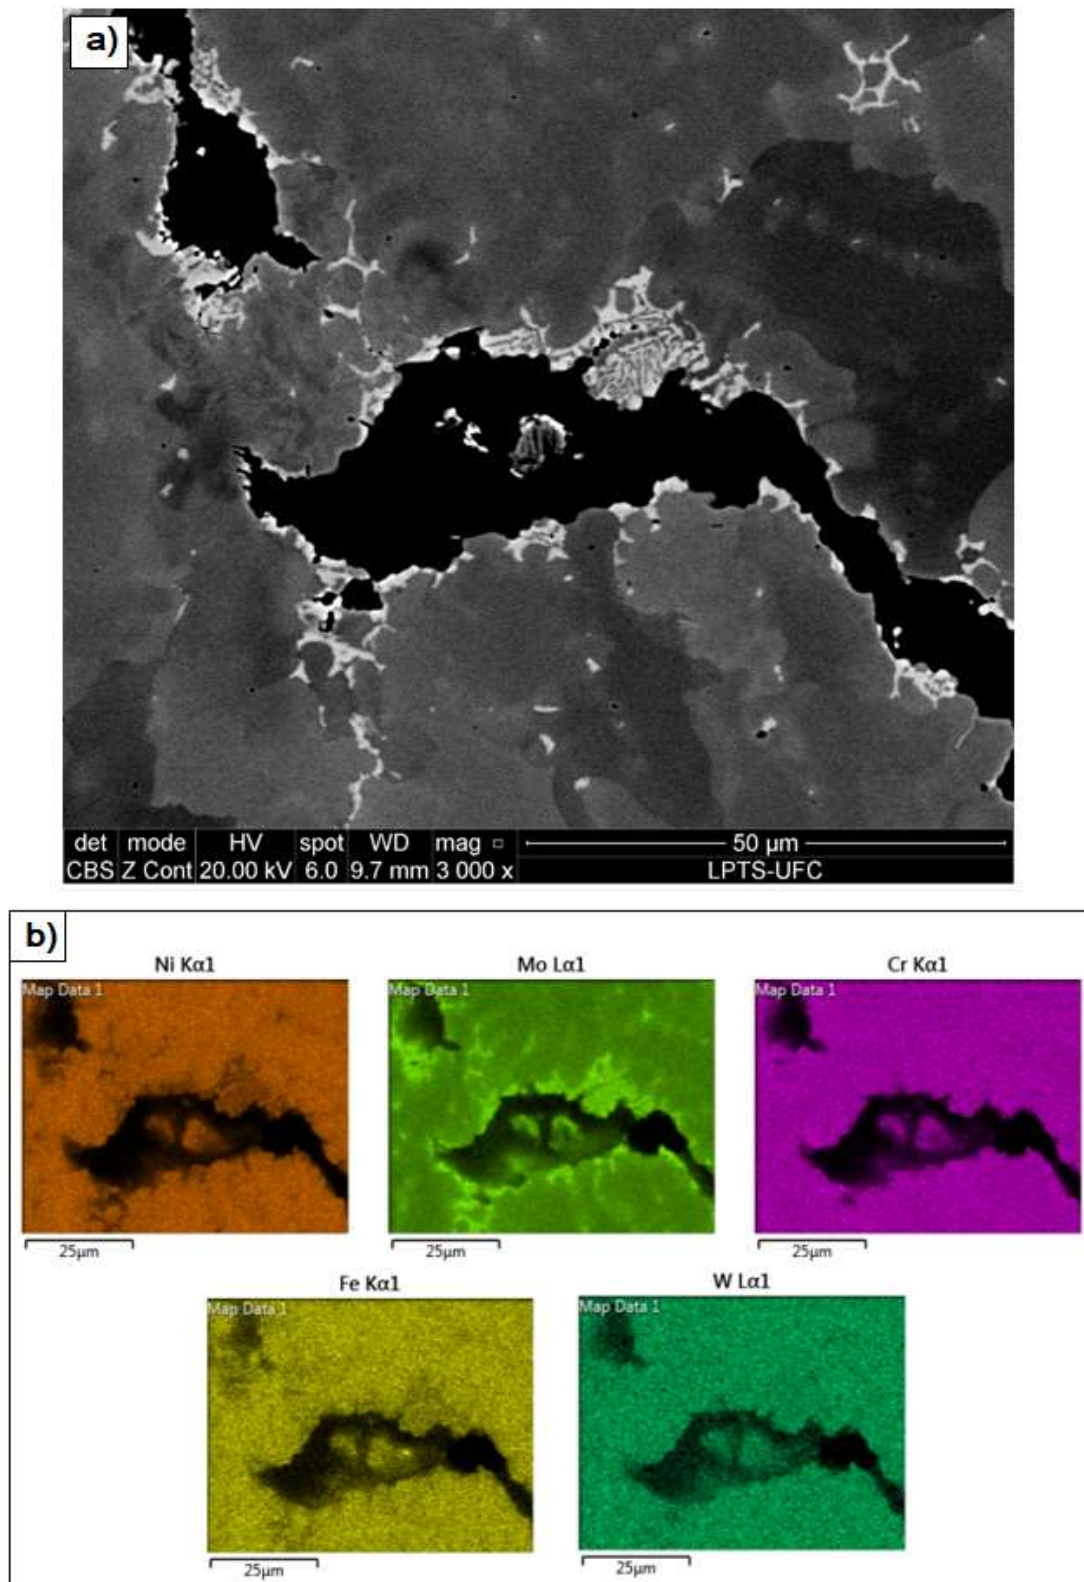 a)
det mode HV spot WD mag □ 50 µm
CBS Z Cont 20.00 kV 6.0 9.7 mm 3 000 x LPTS-UFC
b)
Ni Kα1 Mo Lα1 Cr Kα1
Map Data 1 Map Data 1 Map Data 1
25µm 25µm 25µm
Fe Kα1 W Lα1
Map Data 1 Map Data 1
25µm 25µm